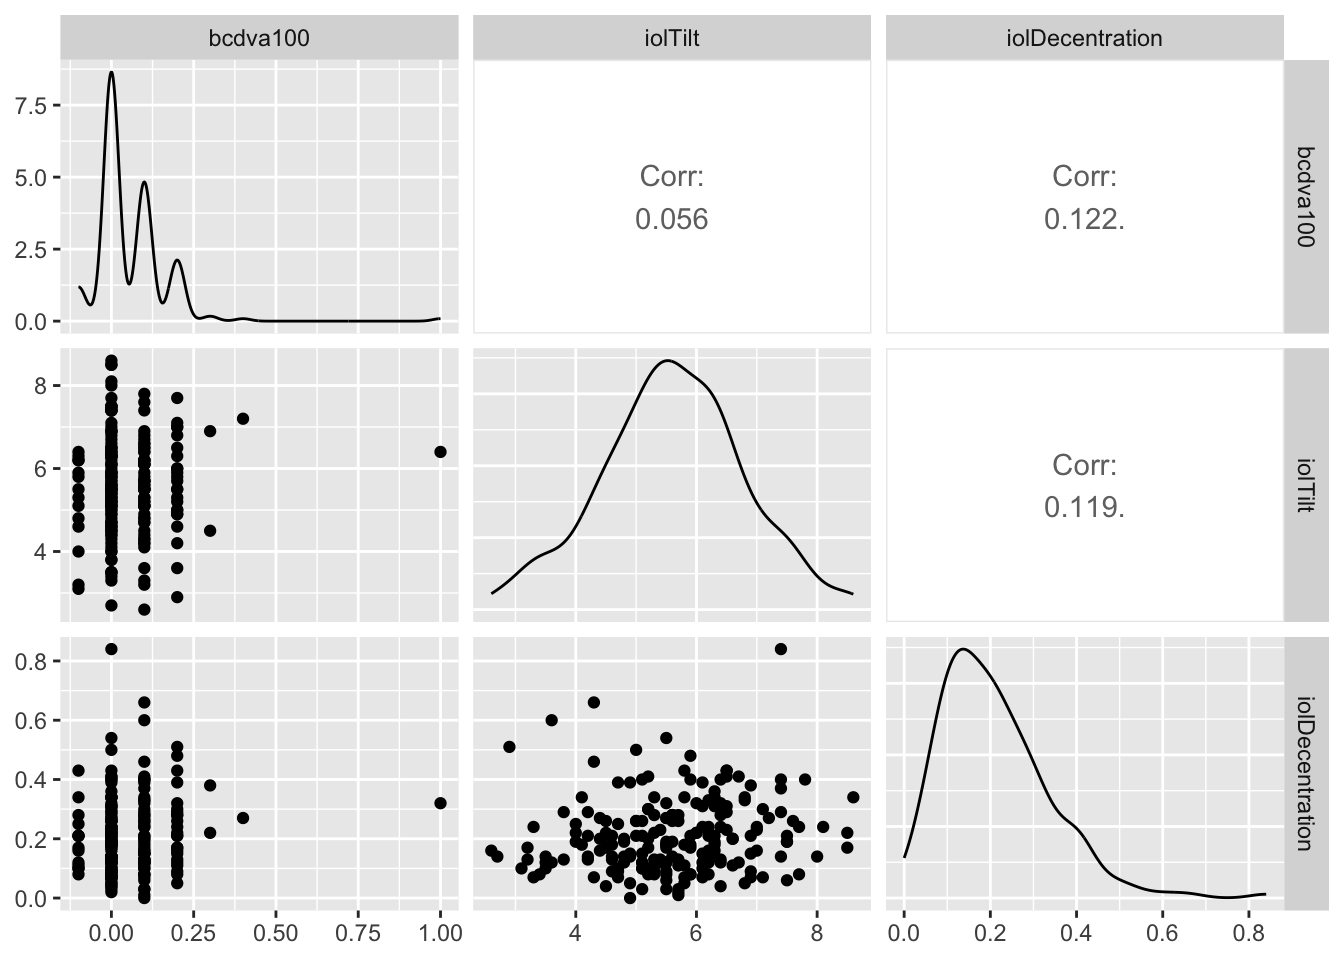 bcdva100 iolTilt iolDecentration
7.5
5.0
2.5
0.0
Corr:
0.056
Corr:
0.122.
bcdva100
8
6
4
Corr:
0.119.
iolTilt
0.8
0.6
0.4
0.2
0.0
iolDecentration
0.00 0.25 0.50 0.75 1.00 4 6 8 0.0 0.2 0.4 0.6 0.8